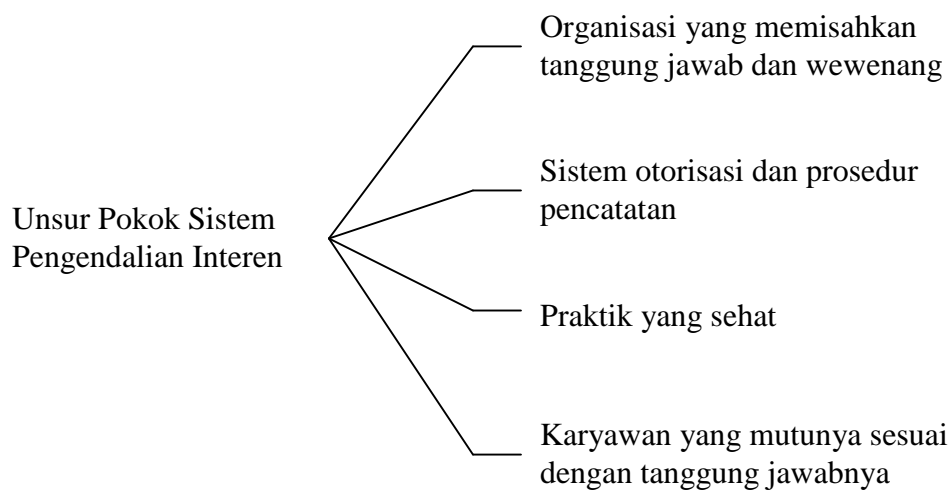 Organisasi yang memisahkan
tanggung jawab dan wewenang
Sistem otorisasi dan prosedur
pencatatan
Unsur Pokok Sistem
Pengendalian Interen
Praktik yang sehat
Karyawan yang mutunya sesuai
dengan tanggung jawabnya